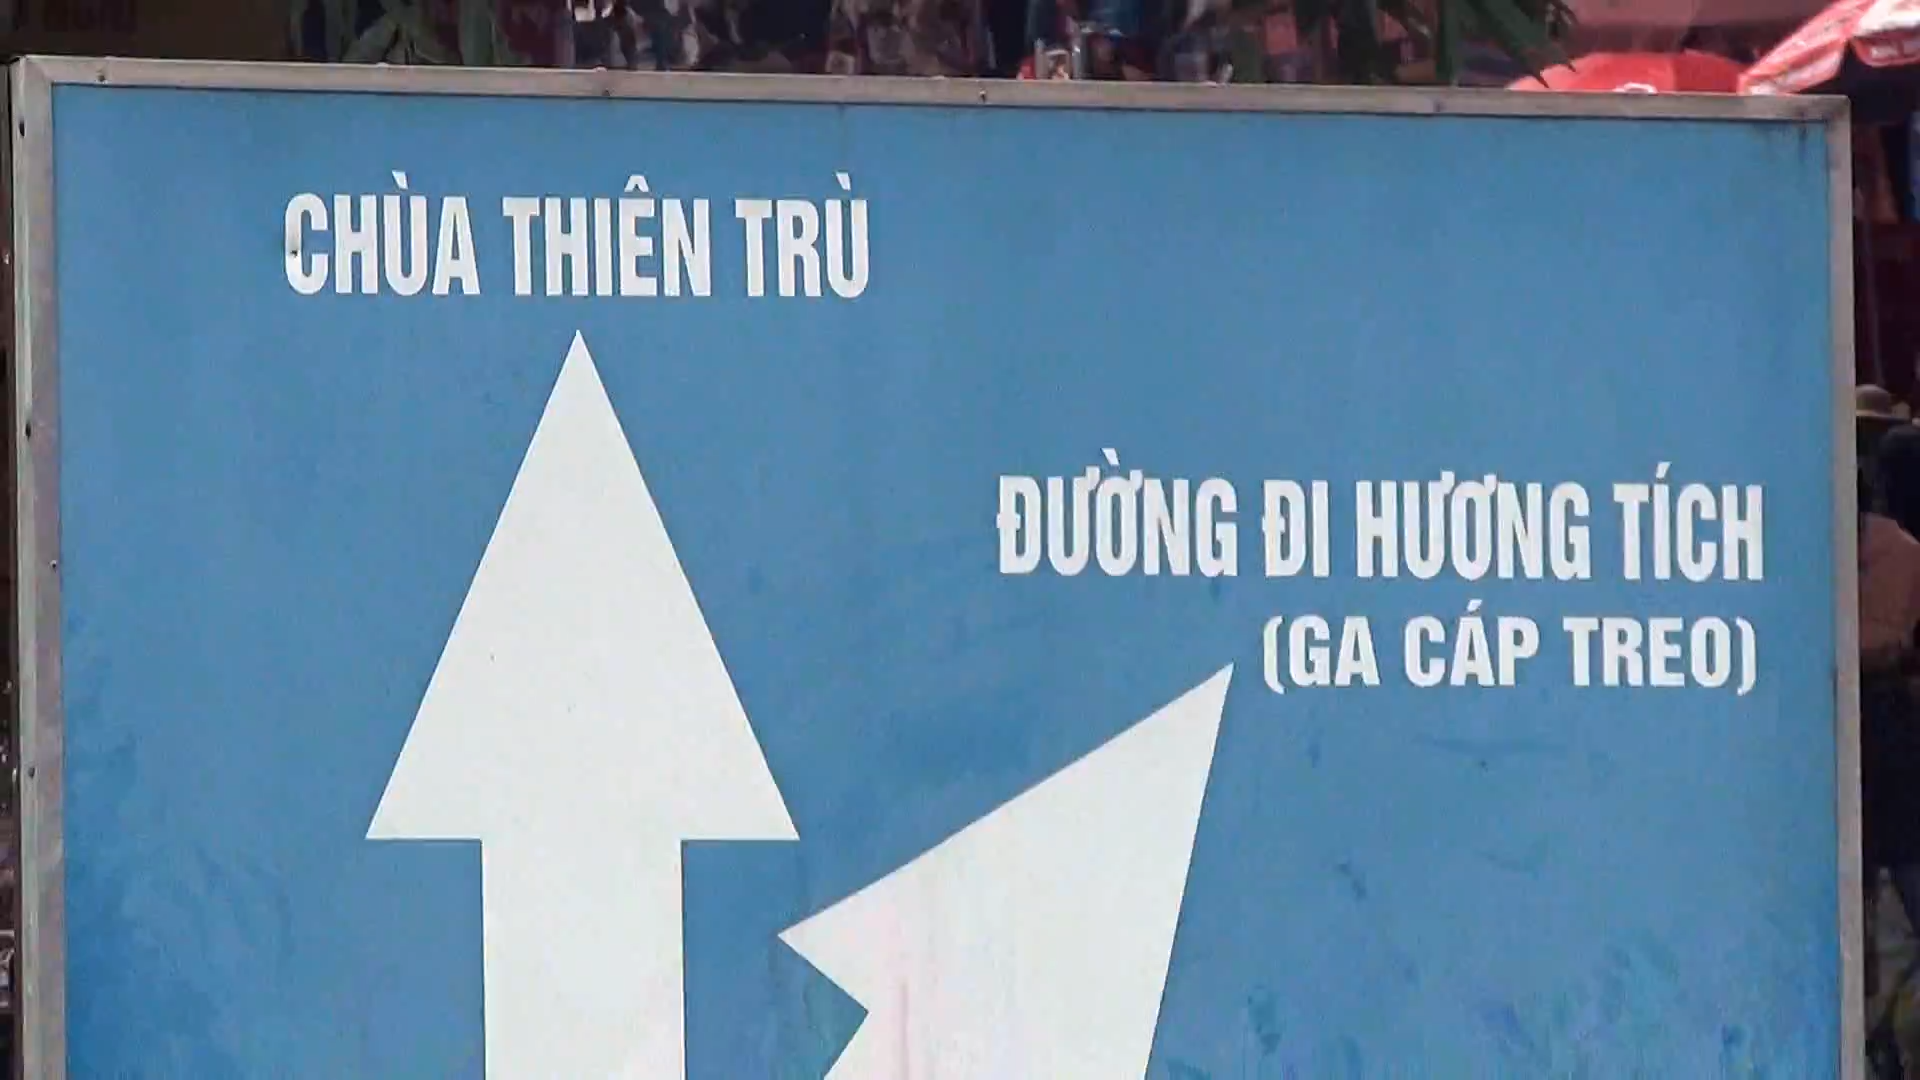 CHÙA THIÊN TRÙ
ĐƯỜNG ĐI HƯƠNG TÍCH
(GA CÁP TREO)